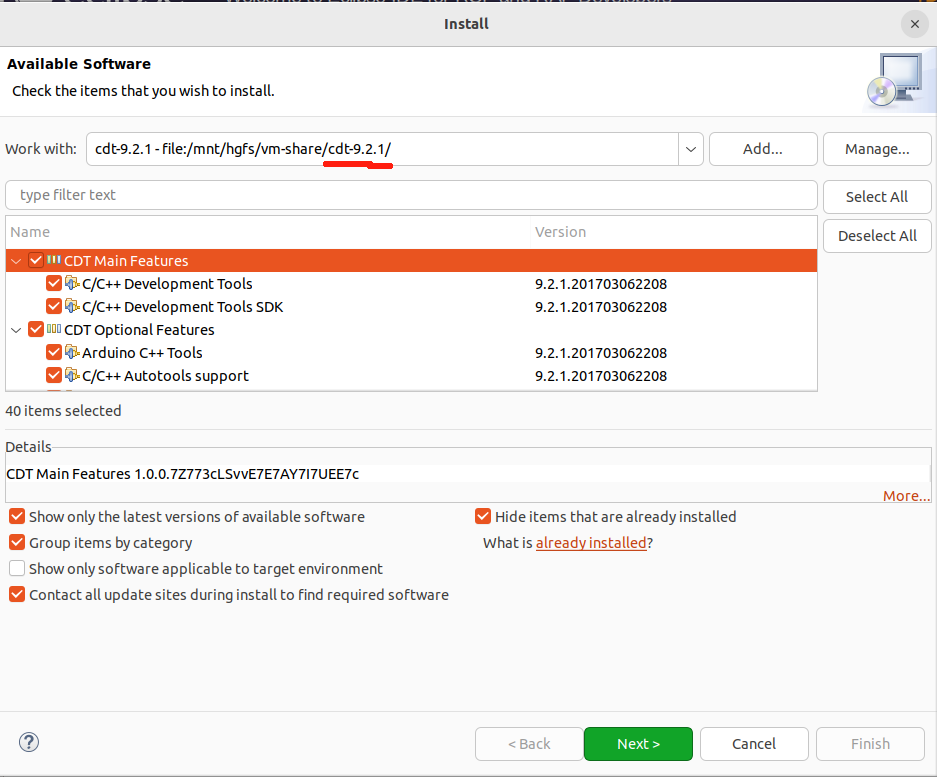 Install
Available Software
Check the items that you wish to install.
Work with: cdt-9.2.1 - file:/mnt/hgfs/vm-share/cdt-9.2.1/ Add... Manage...
type filter text Select All
Name Version Deselect All
CDT Main Features
C/C++ Development Tools 9.2.1.201703062208
C/C++ Development Tools SDK 9.2.1.201703062208
CDT Optional Features
Arduino C++ Tools 9.2.1.201703062208
C/C++ Autotools support 9.2.1.201703062208
40 items selected
Details
CDT Main Features 1.0.0.7Z773cLSvvE7E7AY7I7UEE7c
More...
Show only the latest versions of available software Hide items that are already installed
Group items by category What is already installed?
Show only software applicable to target environment
Contact all update sites during install to find required software
? < Back Next > Cancel Finish